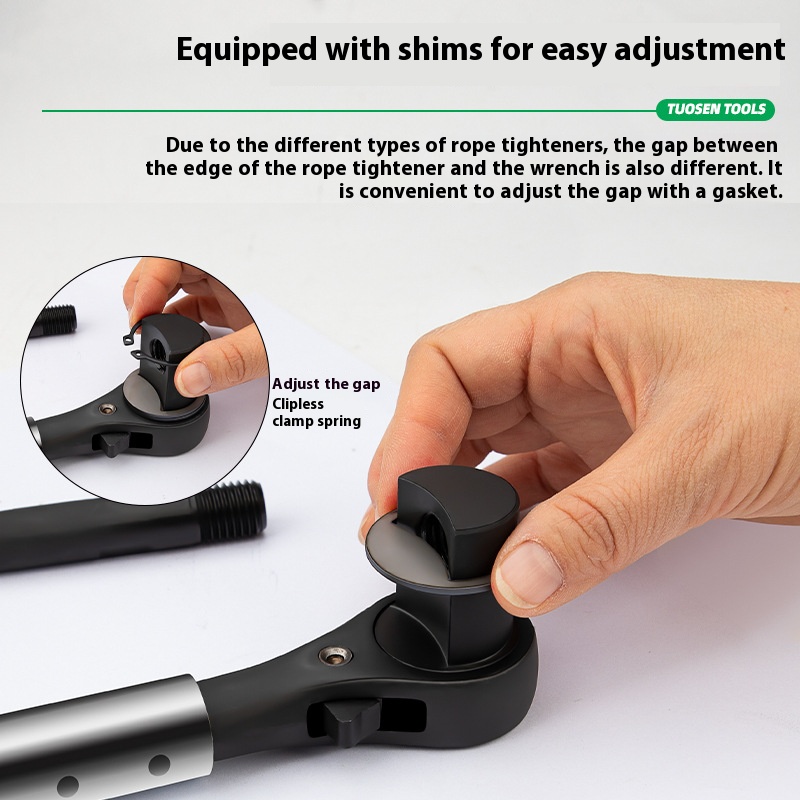 Equipped with shims for easy adjustment
TUOSEN TOOLS
Due to the different types of rope tighteners, the gap between
the edge of the rope tightener and the wrench is also different. It
is convenient to adjust the gap with a gasket.
Adjust the gap
Clipless
clamp spring